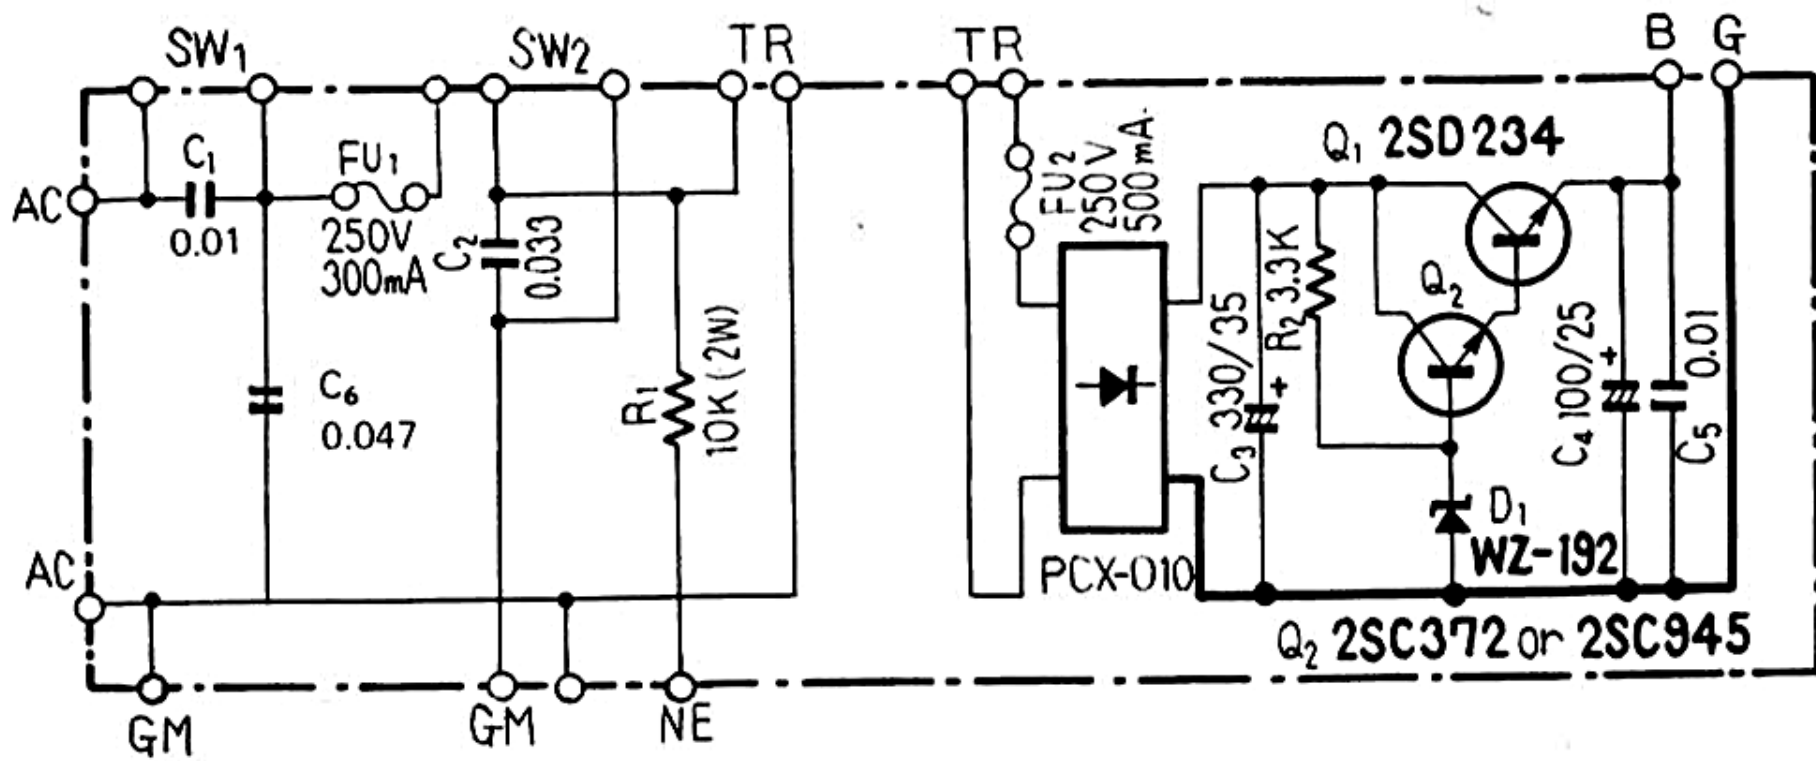 SW1
SW2
TR
TR
B
G
C1
0.01
FU1
250V
300mA
AC
C2
0.033
FU2
250V
500mA
Q1 2SD234
Q2
R2 3.3K
C3 330/35
+
C4 100/25
+
0.01
C5
C6
0.047
R1
10K(2W)
D1
WZ-192
AC
PCX-010
Q2 2SC372 or 2SC945
GM
GM
NE